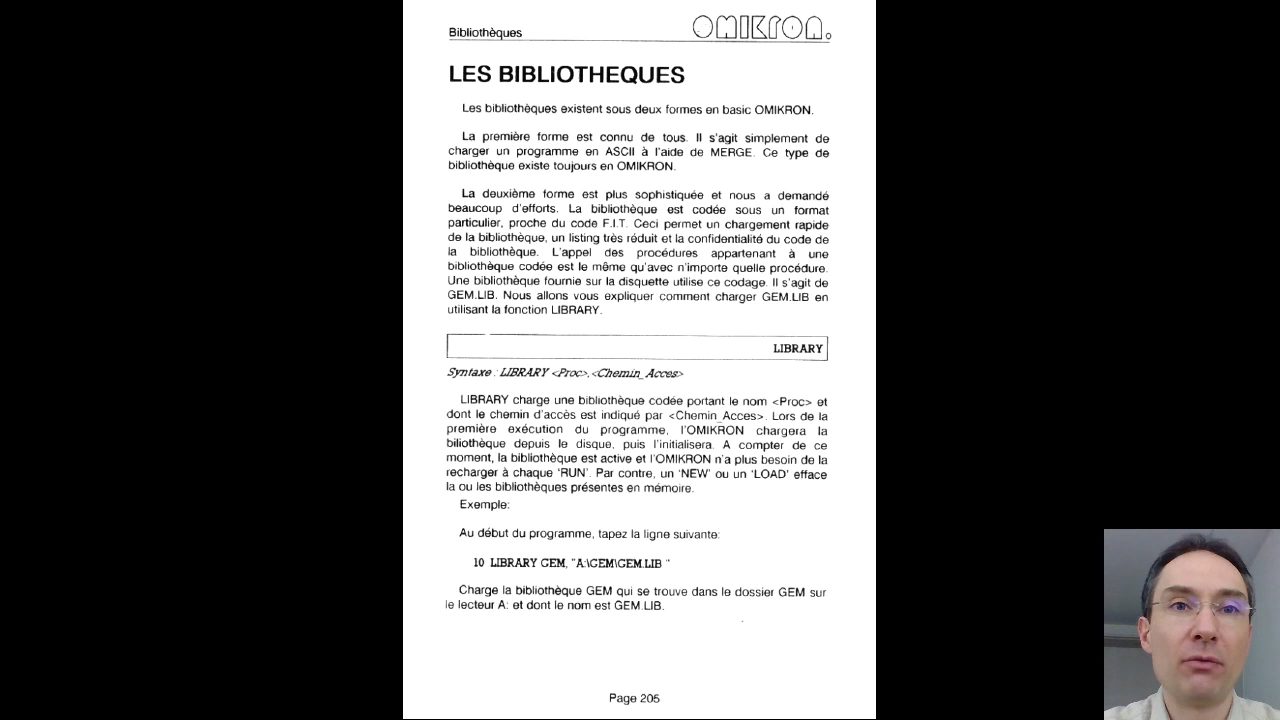 Bibliothèques
OMIKRON.
LES BIBLIOTHEQUES
Les bibliothèques existent sous deux formes en basic OMIKRON.
La première forme est connu de tous. Il s'agit simplement de
charger un programme en ASCII à l'aide de MERGE. Ce type de
bibliothèque existe toujours en OMIKRON.
La deuxième forme est plus sophistiquée et nous a demandé
beaucoup d'efforts. La bibliothèque est codée sous un format
particulier, proche du code F.I.T. Ceci permet un chargement rapide
de la bibliothèque, un listing très réduit et la confidentialité du code de
la bibliothèque. L'appel des procédures appartenant à une
bibliothèque codée est le même qu'avec n'importe quelle procédure.
Une bibliothèque fournie sur la disquette utilise ce codage. Il s'agit de
GEM.LIB. Nous allons vous expliquer comment charger GEM.LIB en
utilisant la fonction LIBRARY.
LIBRARY
Syntaxe : LIBRARY <Proc>,<Chemin_Acces>
LIBRARY charge une bibliothèque codée portant le nom <Proc> et
dont le chemin d'accès est indiqué par <Chemin_Acces>. Lors de la
première exécution du programme, l'OMIKRON chargera la
biliothèque depuis le disque, puis l'initialisera. A compter de ce
moment, la bibliothèque est active et l'OMIKRON n'a plus besoin de la
recharger à chaque 'RUN'. Par contre, un 'NEW' ou un 'LOAD' efface
la ou les bibliothèques présentes en mémoire.
Exemple:
Au début du programme, tapez la ligne suivante:
10 LIBRARY GEM, "A:\GEM\GEM.LIB "
Charge la bibliothèque GEM qui se trouve dans le dossier GEM sur
le lecteur A: et dont le nom est GEM.LIB.
Page 205